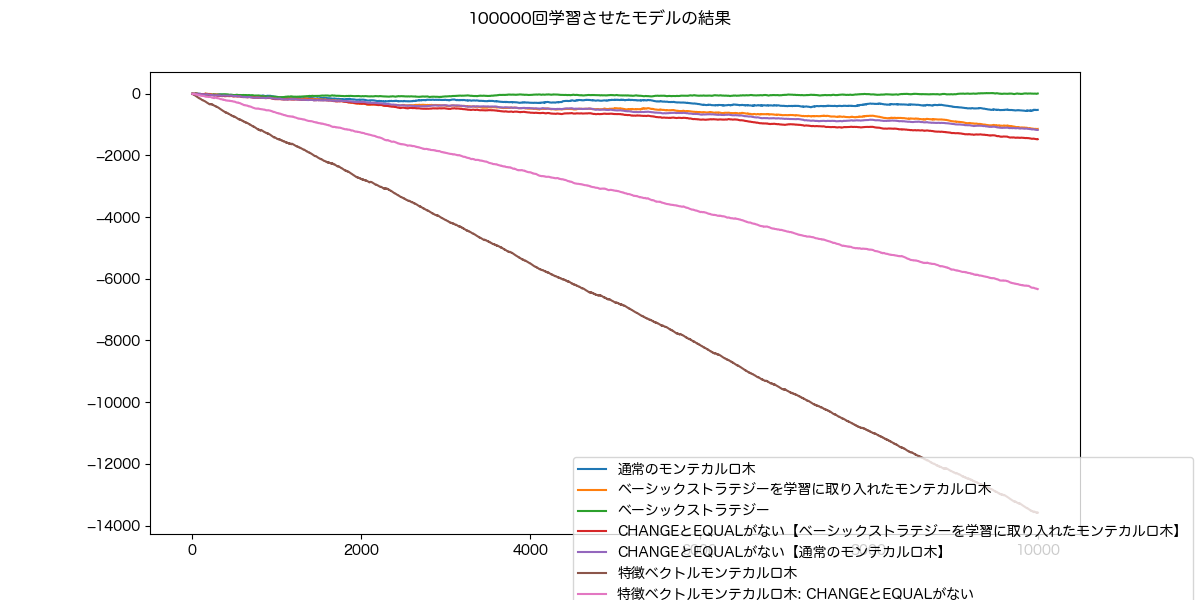 100000回学習させたモデルの結果
0
−2000
−4000
−6000
−8000
−10000
−12000
−14000
0
2000
4000
6000
8000
10000
通常のモンテカルロ木
ベーシックストラテジーを学習に取り入れたモンテカルロ木
ベーシックストラテジー
CHANGEとEQUALがない【ベーシックストラテジーを学習に取り入れたモンテカルロ木】
CHANGEとEQUALがない【通常のモンテカルロ木】
特徴ベクトルモンテカルロ木
特徴ベクトルモンテカルロ木: CHANGEとEQUALがない